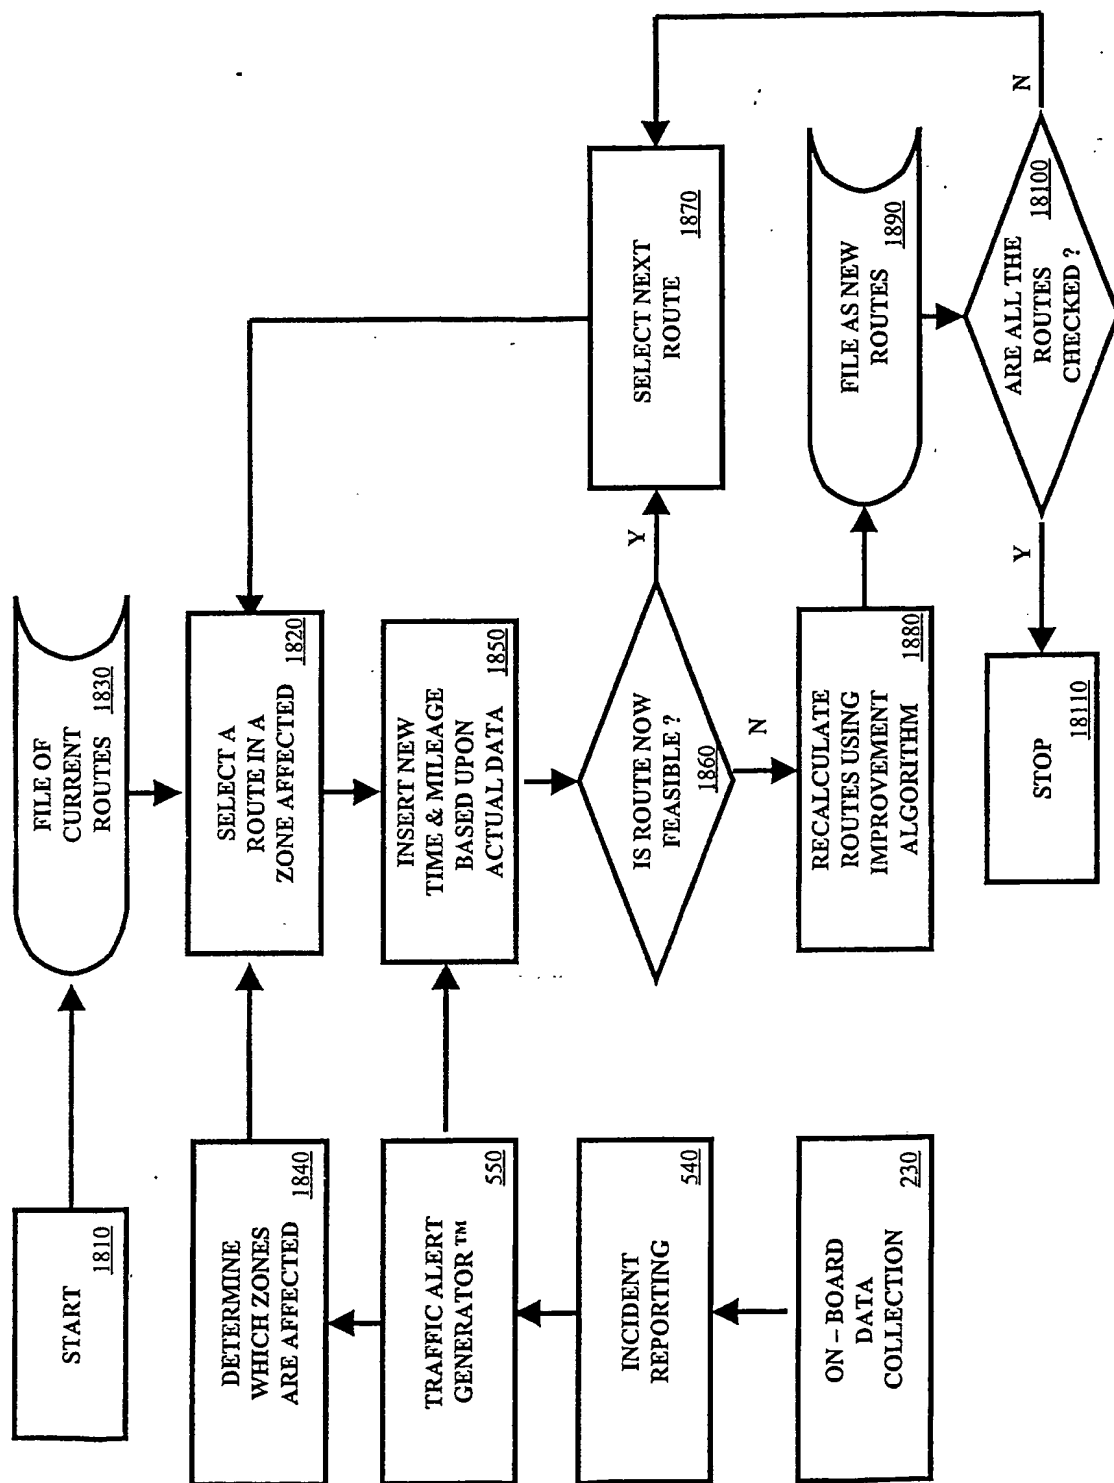 START
1810
FILE OF
CURRENT
ROUTES 1830
DETERMINE
WHICH ZONES
ARE AFFECTED
1840
SELECT A
ROUTE IN A
ZONE AFFECTED
1820
TRAFFIC ALERT
GENERATOR™
550
INSERT NEW
TIME & MILEAGE
BASED UPON
ACTUAL DATA
1850
INCIDENT
REPORTING
540
IS ROUTE NOW
FEASIBLE ?
1860
Y
N
SELECT NEXT
ROUTE
1870
ON – BOARD
DATA
COLLECTION
230
RECALCULATE
ROUTES USING
IMPROVEMENT
ALGORITHM
1880
FILE AS NEW
ROUTES 1890
STOP
18110
Y
ARE ALL THE
ROUTES
CHECKED ?
18100
N